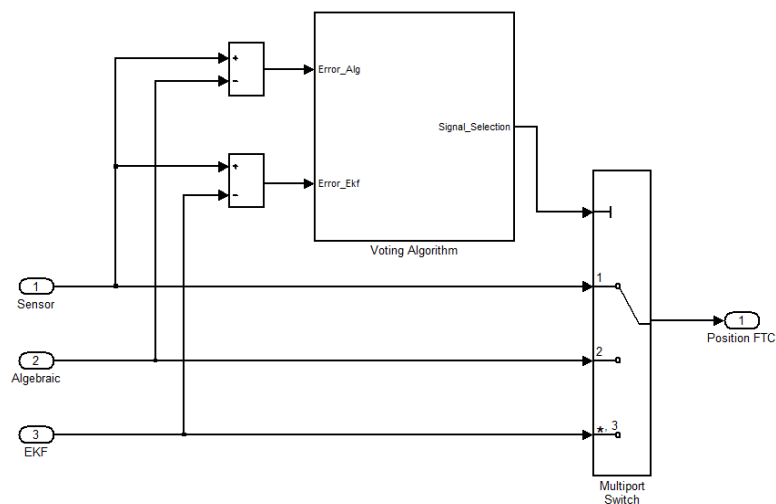 +
−
Error_Alg
Signal_Selection
+
−
Error_Ekf
Voting Algorithm
1
Sensor
1
1
Position FTC
2
Algebraic
2
3
EKF
*, 3
Multiport
Switch